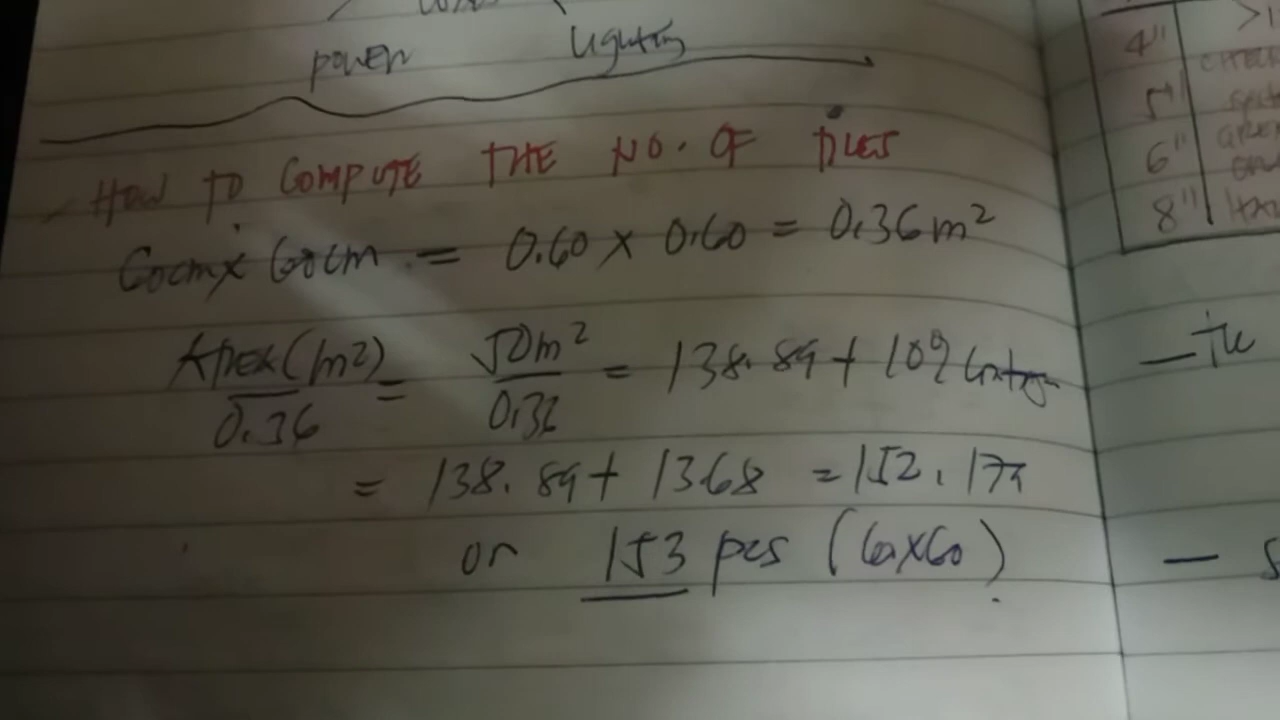 power lighting
HOW TO COMPUTE THE NO. OF TILES
60cm x 60cm = 0.60 x 0.60 = 0.36m²
Area (m2) / 0.36 = 50m² / 0.36 = 138.89 + 10%
= 138.89 + 13.68 = 152.17
or 153 pcs (60x60)
4"
5"
6"
8"